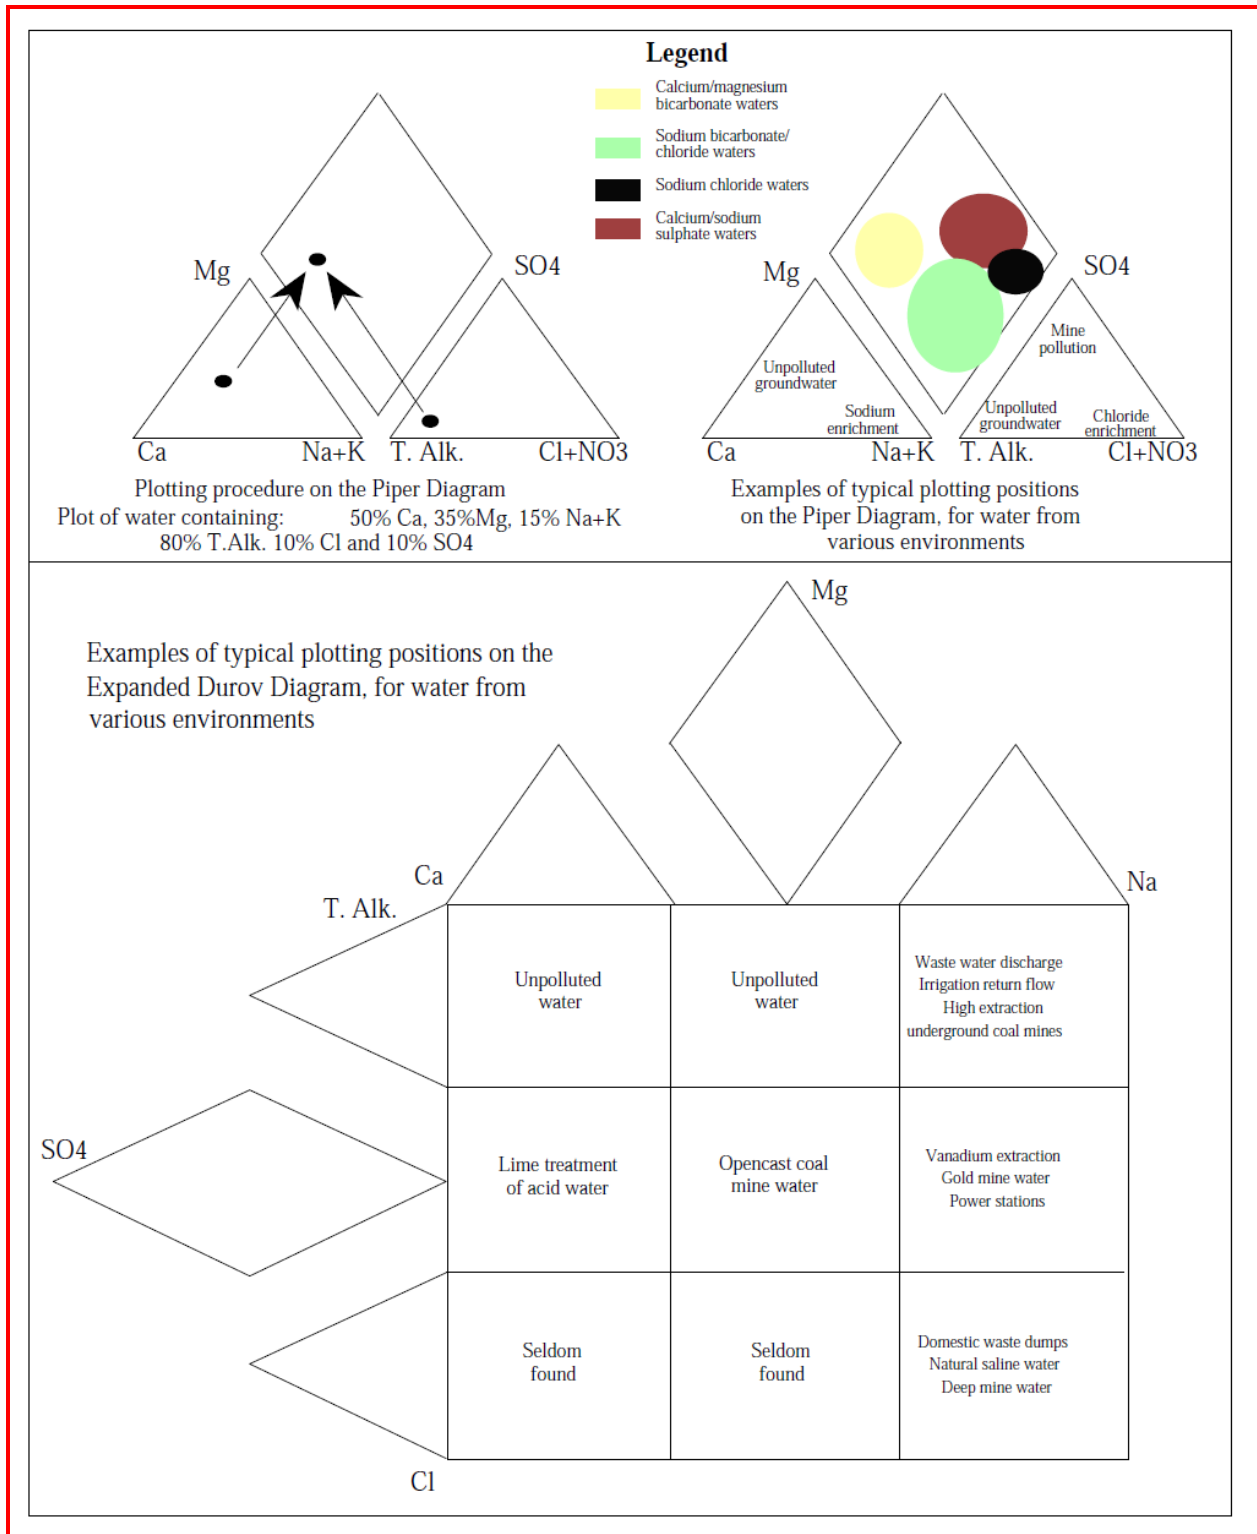 Legend
Calcium/magnesium
bicarbonate waters
Sodium bicarbonate/
chloride waters
Sodium chloride waters
Calcium/sodium
sulphate waters
Mg
SO4
Ca
Na+K
T. Alk.
Cl+NO3
Plotting procedure on the Piper Diagram
Plot of water containing: 50% Ca, 35%Mg, 15% Na+K
80% T.Alk. 10% Cl and 10% SO4
Mg
SO4
Mine
pollution
Unpolluted
groundwater
Sodium
enrichment
Unpolluted
groundwater
Chloride
enrichment
Ca
Na+K
T. Alk.
Cl+NO3
Examples of typical plotting positions
on the Piper Diagram, for water from
various environments
Examples of typical plotting positions on the
Expanded Durov Diagram, for water from
various environments
Mg
Ca
Na
T. Alk.
Unpolluted
water
Unpolluted
water
Waste water discharge
Irrigation return flow
High extraction
underground coal mines
SO4
Lime treatment
of acid water
Opencast coal
mine water
Vanadium extraction
Gold mine water
Power stations
Seldom
found
Seldom
found
Domestic waste dumps
Natural saline water
Deep mine water
Cl